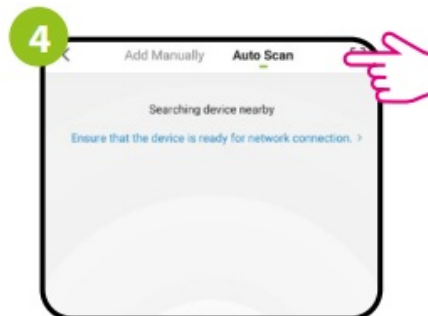 4
Add Manually Auto Scan
Searching device nearby
Ensure that the device is ready for network connection. >